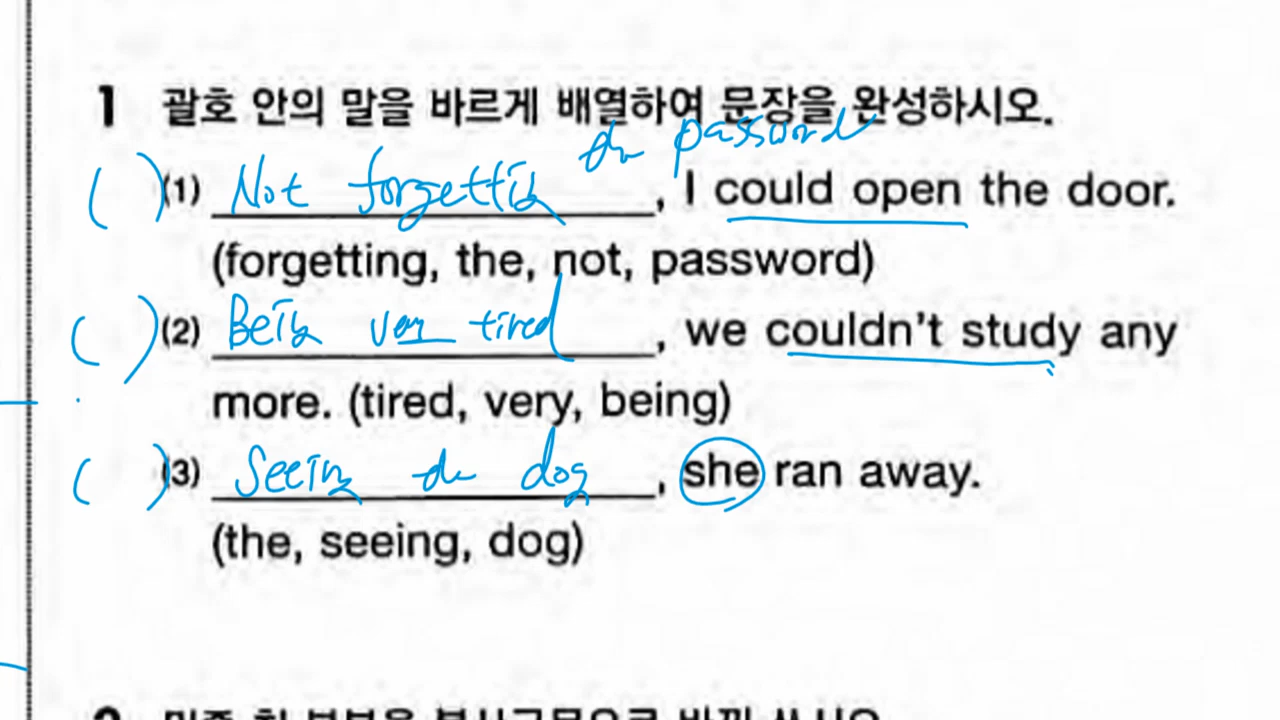 1 괄호 안의 말을 바르게 배열하여 문장을 완성하시오.
the password
( ) (1) Not forgetting, I could open the door.
(forgetting, the, not, password)
( ) (2) Being very tired, we couldn't study any
more. (tired, very, being)
( ) (3) Seeing the dog, she ran away.
(the, seeing, dog)